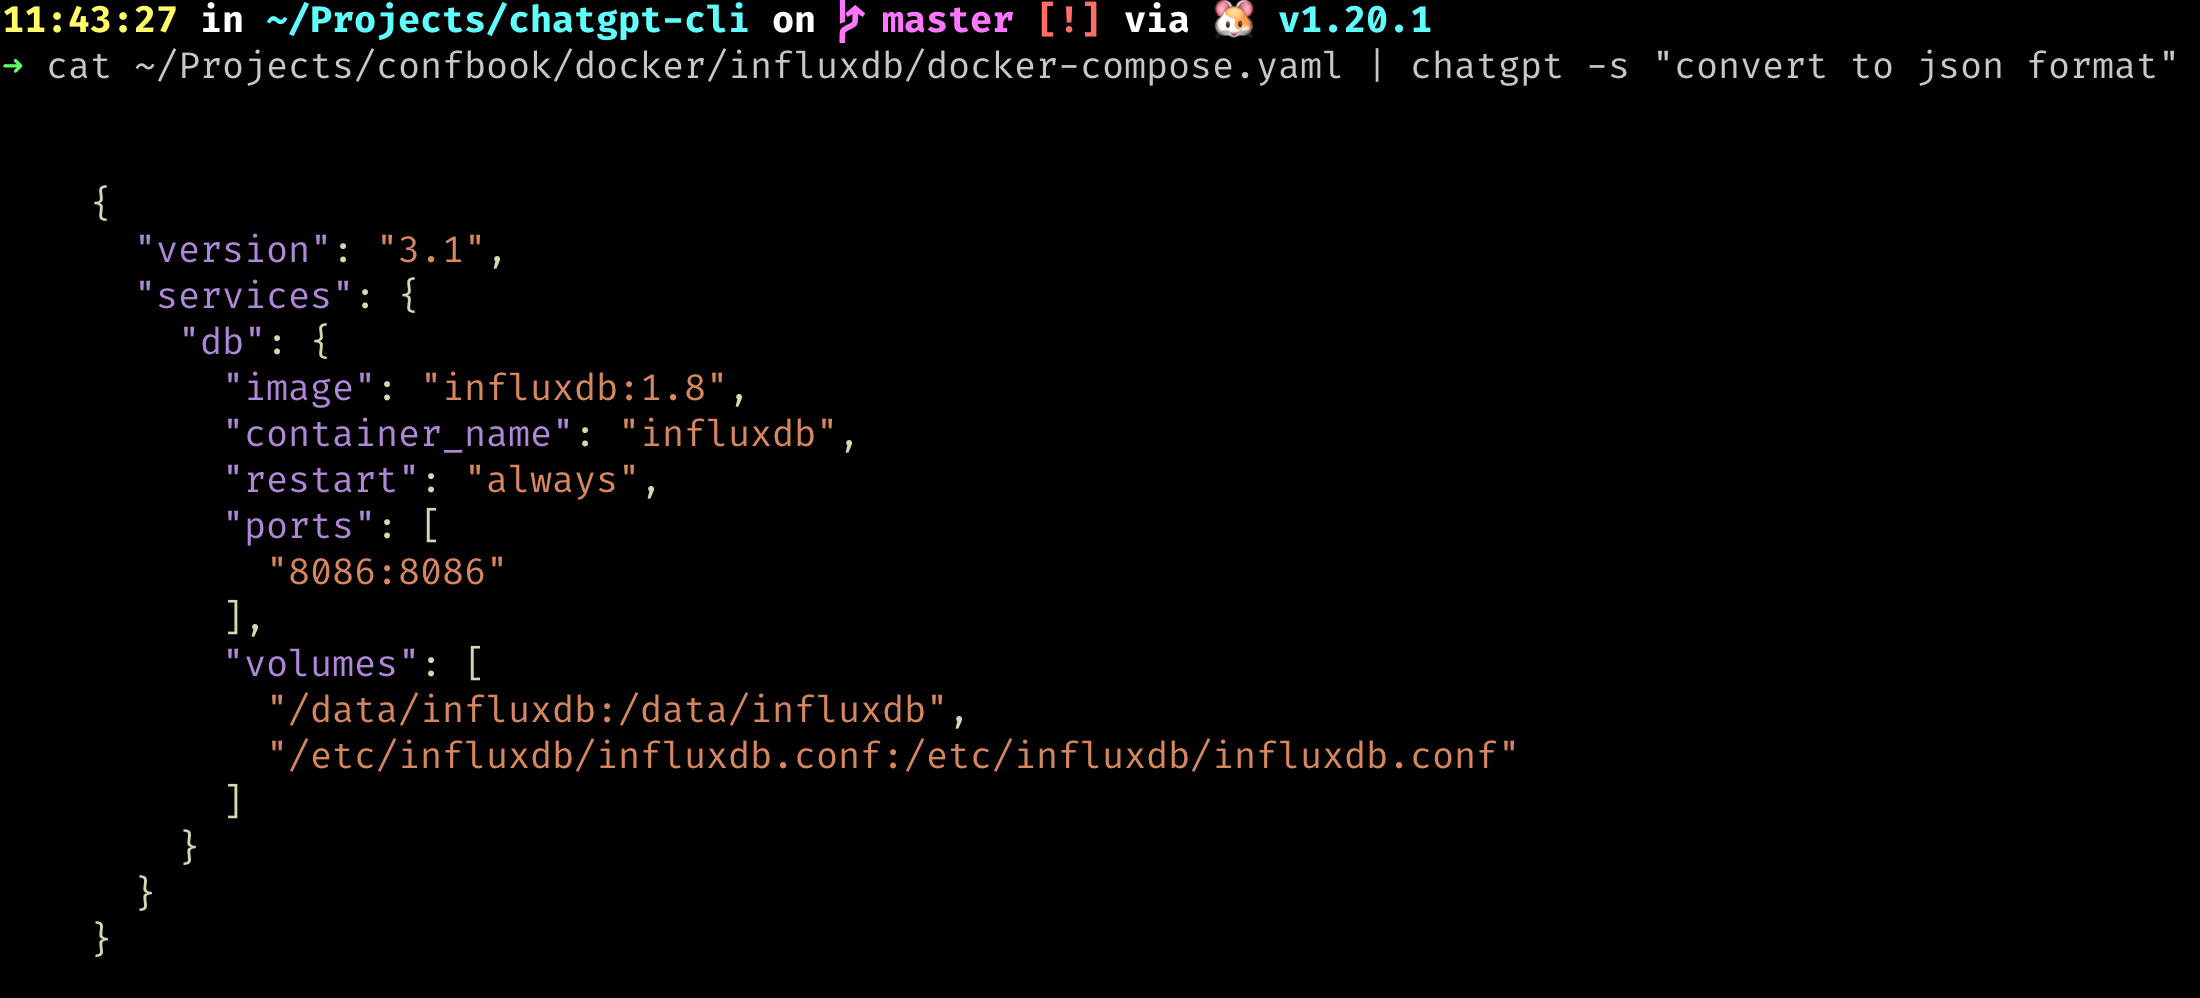 11:43:27 in ~/Projects/chatgpt-cli on master [!] via 🐹 v1.20.1
➜ cat ~/Projects/confbook/docker/influxdb/docker-compose.yaml | chatgpt -s "convert to json format"
{
"version": "3.1",
"services": {
"db": {
"image": "influxdb:1.8",
"container_name": "influxdb",
"restart": "always",
"ports": [
"8086:8086"
],
"volumes": [
"/data/influxdb:/data/influxdb",
"/etc/influxdb/influxdb.conf:/etc/influxdb/influxdb.conf"
]
}
}
}